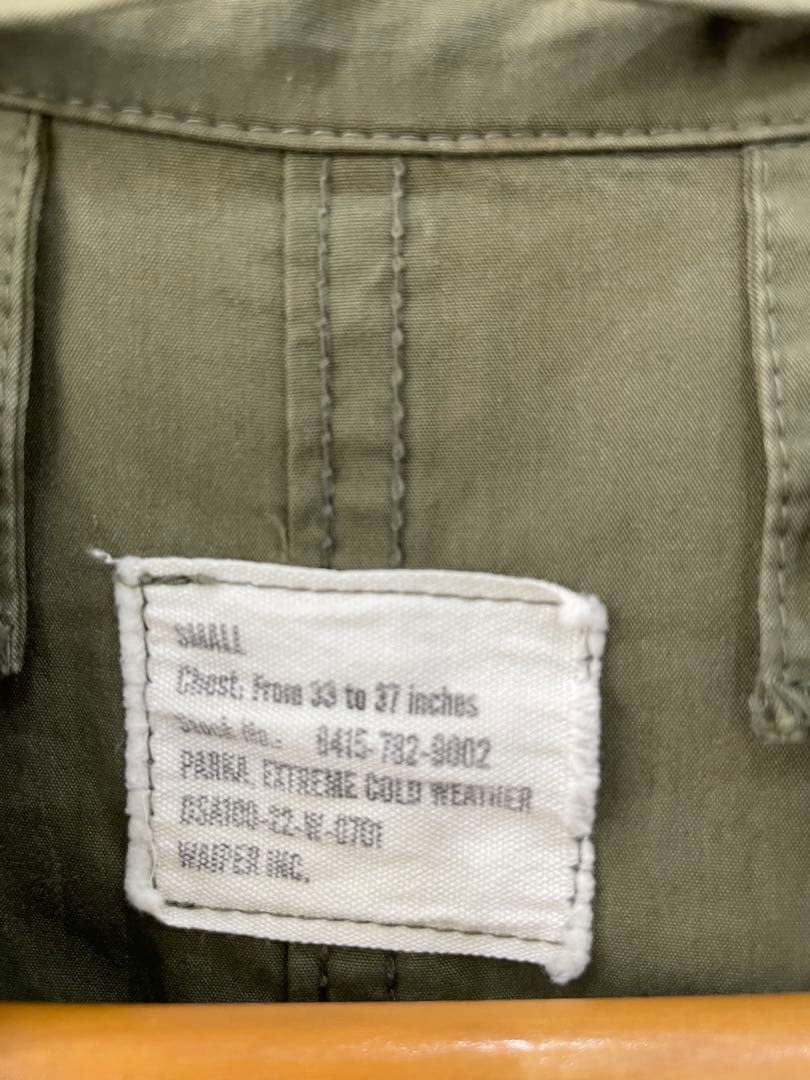 SMALL
Chest: From 33 to 37 inches
Stock No.: 8415-782-9002
PARKA, EXTREME COLD WEATHER
DSA100-22-W-0701
WAIPER INC.